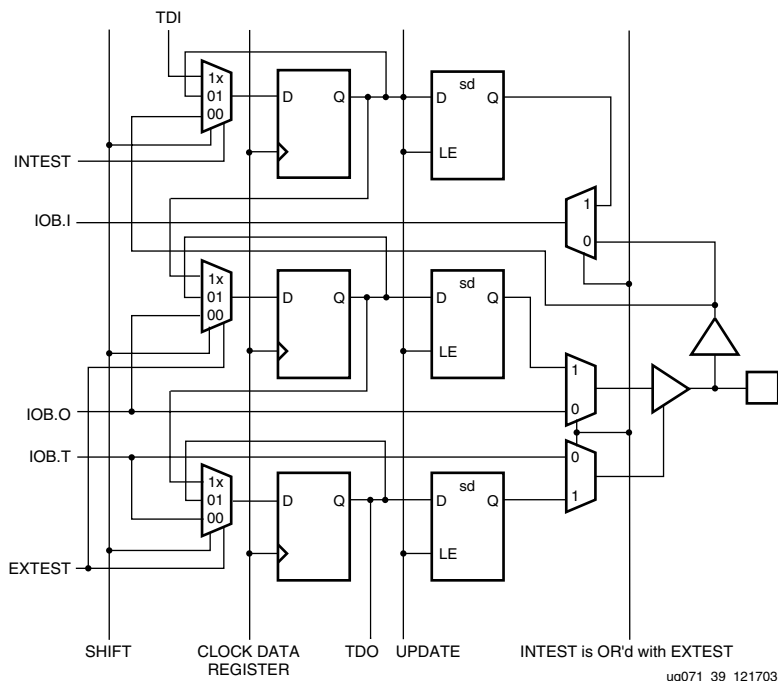 TDI
1x
01
00
D Q
sd
D Q
LE
INTEST
IOB.I
1
0
1x
01
00
D Q
sd
D Q
LE
1
0
IOB.O
IOB.T
0
1
1x
01
00
D Q
sd
D Q
LE
EXTEST
SHIFT
CLOCK DATA
REGISTER
TDO
UPDATE
INTEST is OR'd with EXTEST
ug071_39_121703